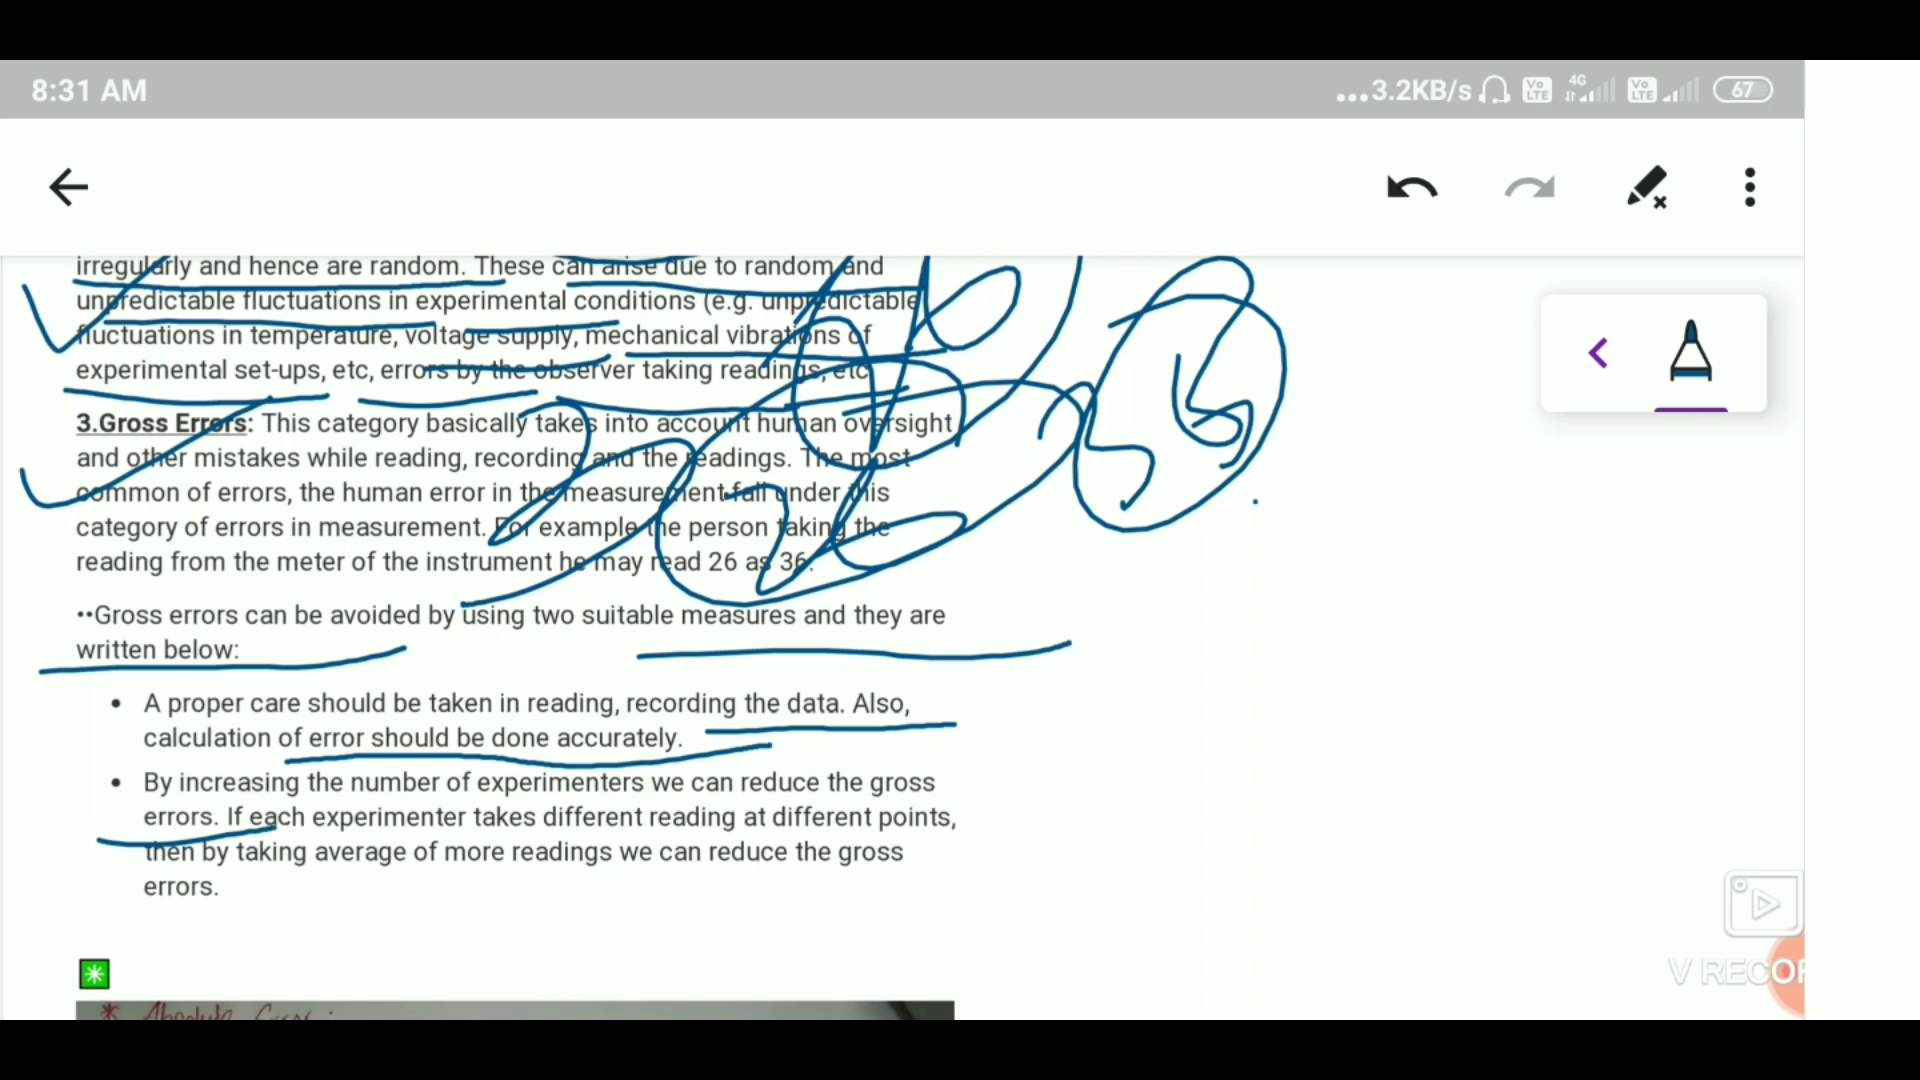 8:31 AM
...3.2KB/s Vo LTE 4G Vo LTE 67
irregularly and hence are random. These can arise due to random and
unpredictable fluctuations in experimental conditions (e.g. unpredictable
fluctuations in temperature, voltage supply, mechanical vibrations of
experimental set-ups, etc, errors by the observer taking readings, etc
3.Gross Errors: This category basically takes into account human oversight
and other mistakes while reading, recording and the readings. The most
common of errors, the human error in the measurement fall under this
category of errors in measurement. For example the person taking the
reading from the meter of the instrument he may read 26 as 36.
••Gross errors can be avoided by using two suitable measures and they are
written below:
• A proper care should be taken in reading, recording the data. Also,
calculation of error should be done accurately.
• By increasing the number of experimenters we can reduce the gross
errors. If each experimenter takes different reading at different points,
then by taking average of more readings we can reduce the gross
errors.
V RECOR
* Absolute Error: